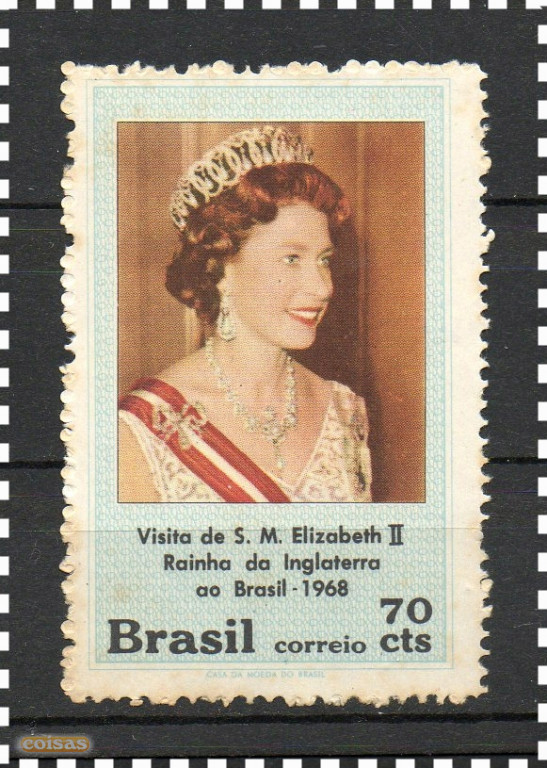 Visita de S. M. Elizabeth II
Rainha da Inglaterra
ao Brasil - 1968
70
Brasil correio cts
CASA DA MOEDA DO BRASIL
coisas